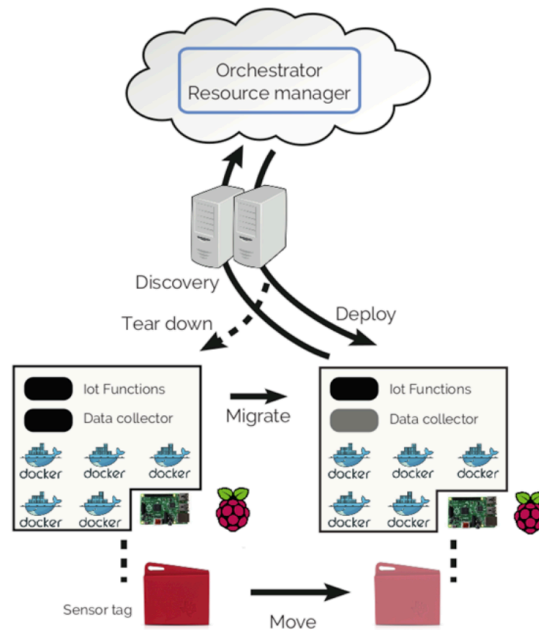 Orchestrator
Resource manager
Discovery
Deploy
Tear down
Iot Functions
Data collector
docker
docker
docker
docker
docker
Migrate
Iot Functions
Data collector
docker
docker
docker
docker
docker
Sensor tag
Move